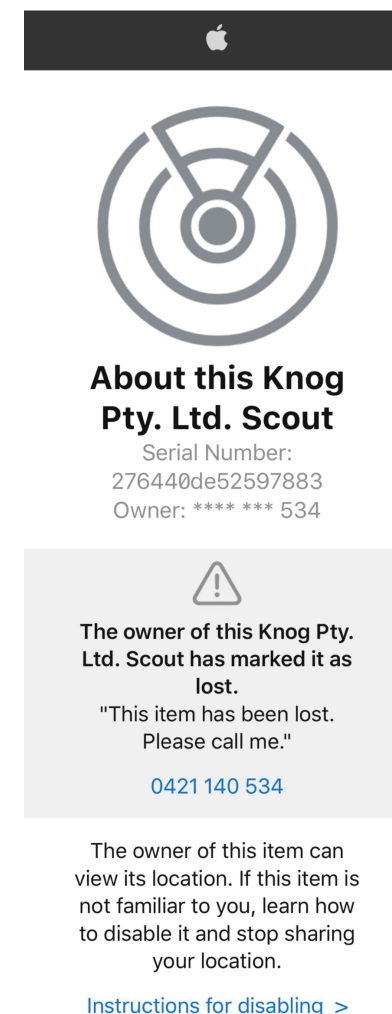 About this Knog
Pty. Ltd. Scout
Serial Number:
276440de52597883
Owner: **** *** 534
The owner of this Knog Pty.
Ltd. Scout has marked it as
lost.
"This item has been lost.
Please call me."
0421 140 534
The owner of this item can
view its location. If this item is
not familiar to you, learn how
to disable it and stop sharing
your location.
Instructions for disabling >